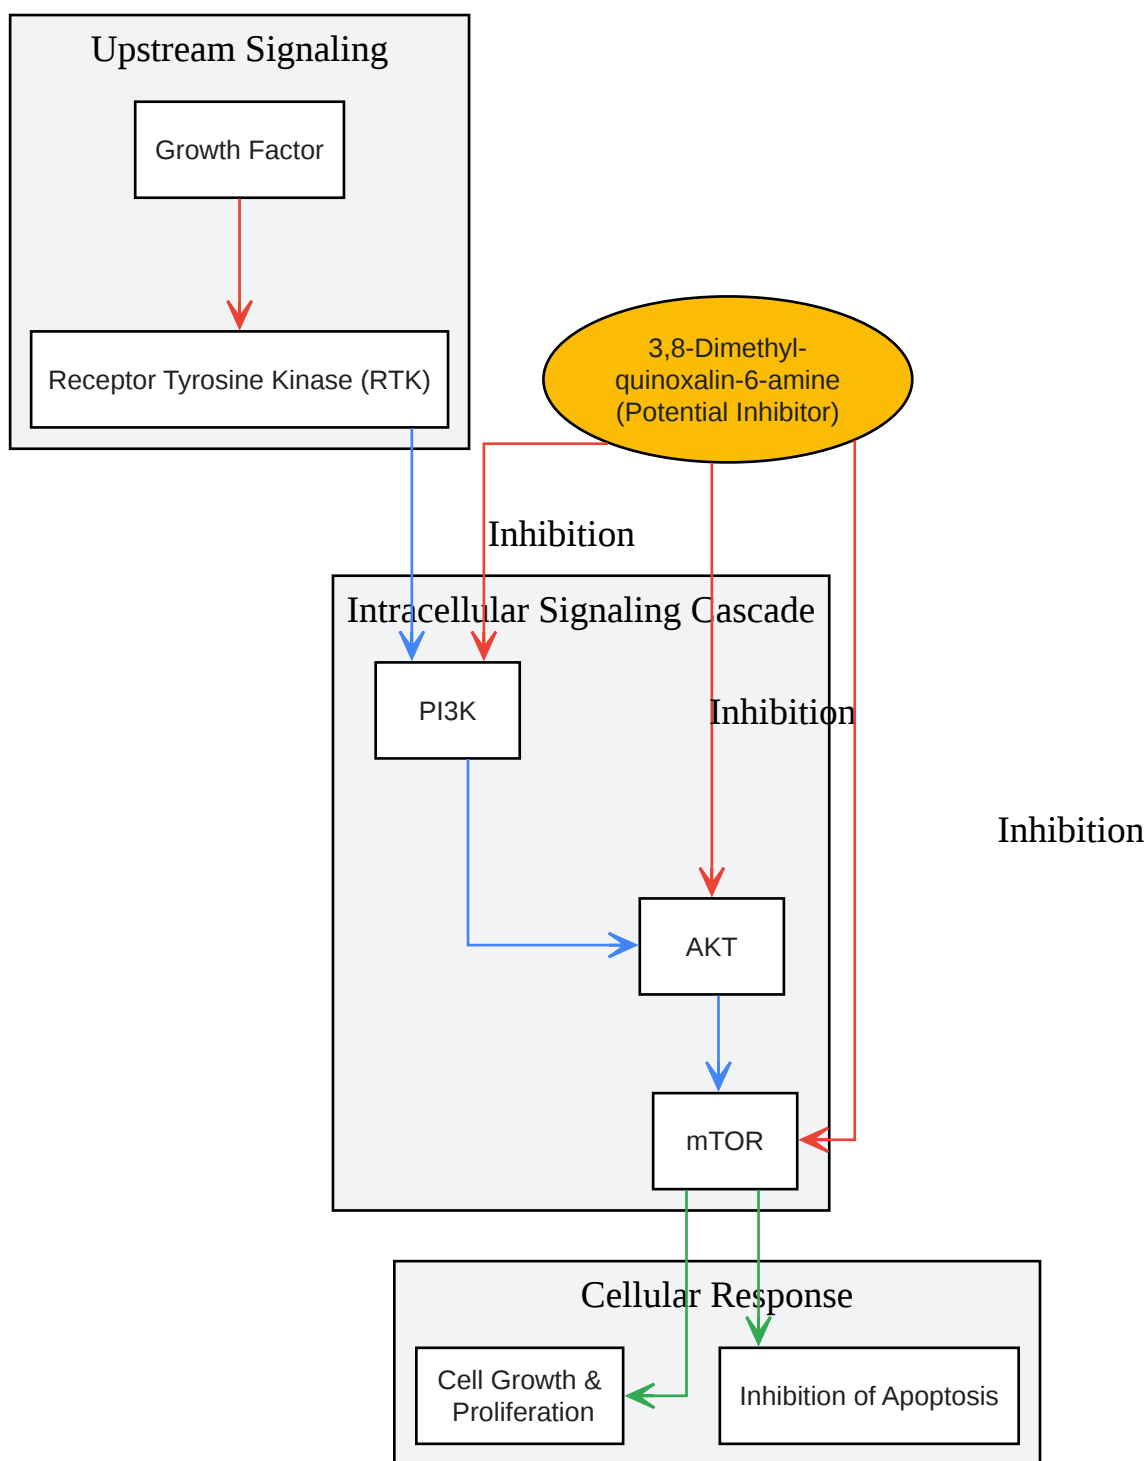 Upstream Signaling
Growth Factor
Receptor Tyrosine Kinase (RTK)
3,8-Dimethyl-
quinoxalin-6-amine
(Potential Inhibitor)
Inhibition
Intracellular Signaling Cascade
PI3K
Inhibition
Inhibition
AKT
mTOR
Cellular Response
Cell Growth &
Proliferation
Inhibition of Apoptosis